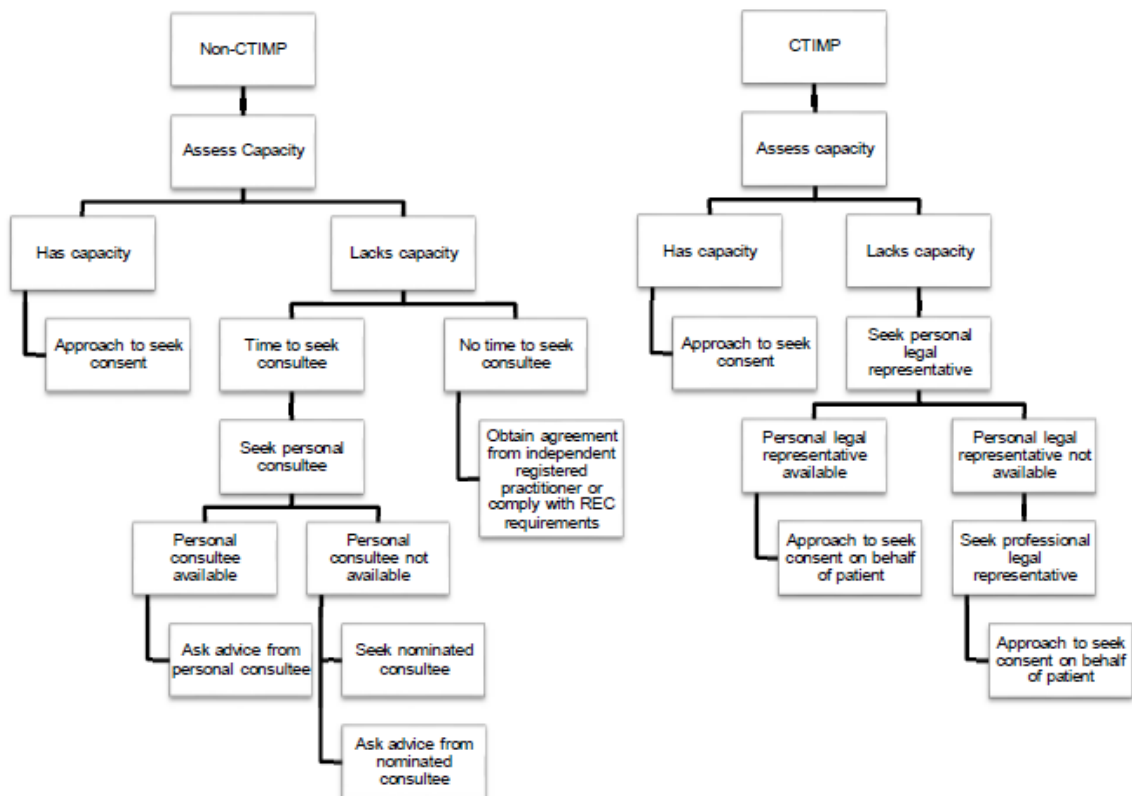 Non-CTIMP
Assess Capacity
Has capacity
Lacks capacity
Approach to seek
consent
Time to seek
consultee
No time to seek
consultee
Seek personal
consultee
Obtain agreement
from independent
registered
practitioner or
comply with REC
requirements
Personal
consultee
available
Personal
consultee not
available
Ask advice from
personal consultee
Seek nominated
consultee
Ask advice from
nominated
consultee
CTIMP
Assess capacity
Has capacity
Lacks capacity
Approach to seek
consent
Seek personal
legal
representative
Personal legal
representative
available
Personal legal
representative not
available
Approach to seek
consent on behalf
of patient
Seek professional
legal
representative
Approach to seek
consent on behalf
of patient